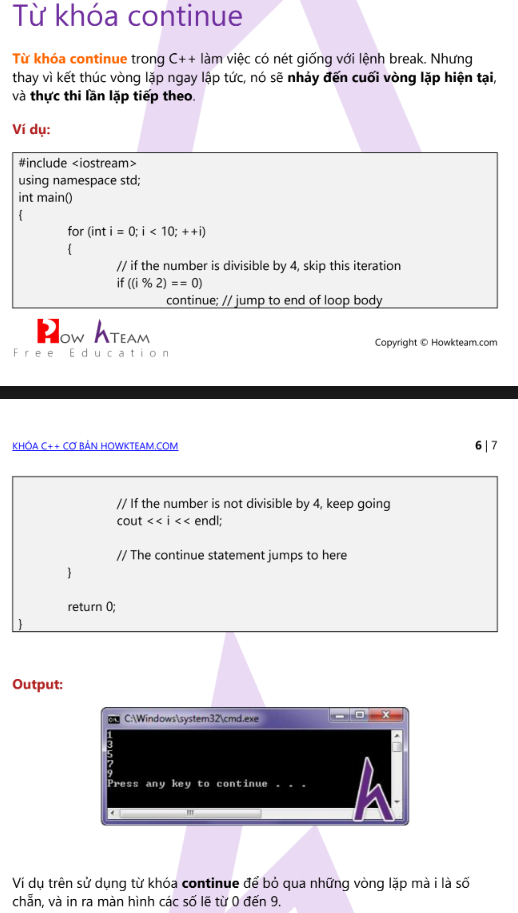 Từ khóa continue
Từ khóa continue trong C++ làm việc có nét giống với lệnh break. Nhưng
thay vì kết thúc vòng lặp ngay lập tức, nó sẽ nhảy đến cuối vòng lặp hiện tại,
và thực thi lần lặp tiếp theo.
Ví dụ:
#include <iostream>
using namespace std;
int main()
{
for (int i = 0; i < 10; ++i)
{
// if the number is divisible by 4, skip this iteration
if ((i % 2) == 0)
continue; // jump to end of loop body
How Kteam
Free Education
Copyright © Howkteam.com
KHÓA C++ CƠ BẢN HOWKTEAM.COM
6 | 7
// If the number is not divisible by 4, keep going
cout << i << endl;
// The continue statement jumps to here
}
return 0;
}
Output:
C:\Windows\system32\cmd.exe
1
3
5
7
9
Press any key to continue . . .
Ví dụ trên sử dụng từ khóa continue để bỏ qua những vòng lặp mà i là số
chẵn, và in ra màn hình các số lẽ từ 0 đến 9.